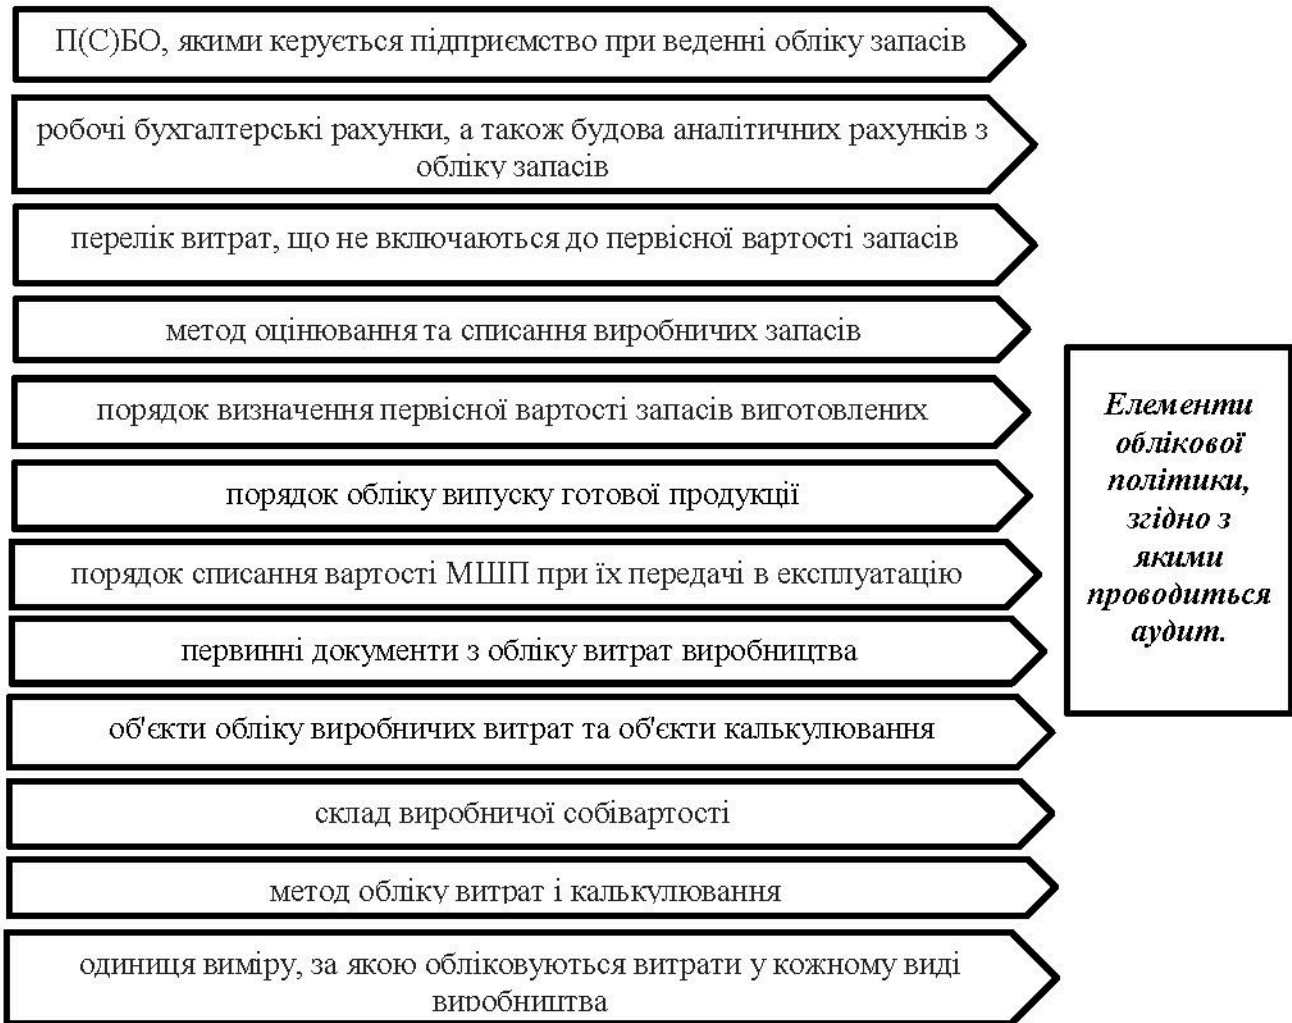 П(С)БО, якими керується підприємство при веденні обліку запасів
робочі бухгалтерські рахунки, а також будова аналітичних рахунків з
обліку запасів
перелік витрат, що не включаються до первісної вартості запасів
метод оцінювання та списання виробничих запасів
порядок визначення первісної вартості запасів виготовлених
порядок обліку випуску готової продукції
порядок списання вартості МШП при їх передачі в експлуатацію
первинні документи з обліку витрат виробництва
об'єкти обліку виробничих витрат та об'єкти калькулювання
склад виробничої собівартості
метод обліку витрат і калькулювання
одиниця виміру, за якою обліковуються витрати у кожному виді
виробництва
Елементи
облікової
політики,
згідно з
якими
проводиться
аудит.